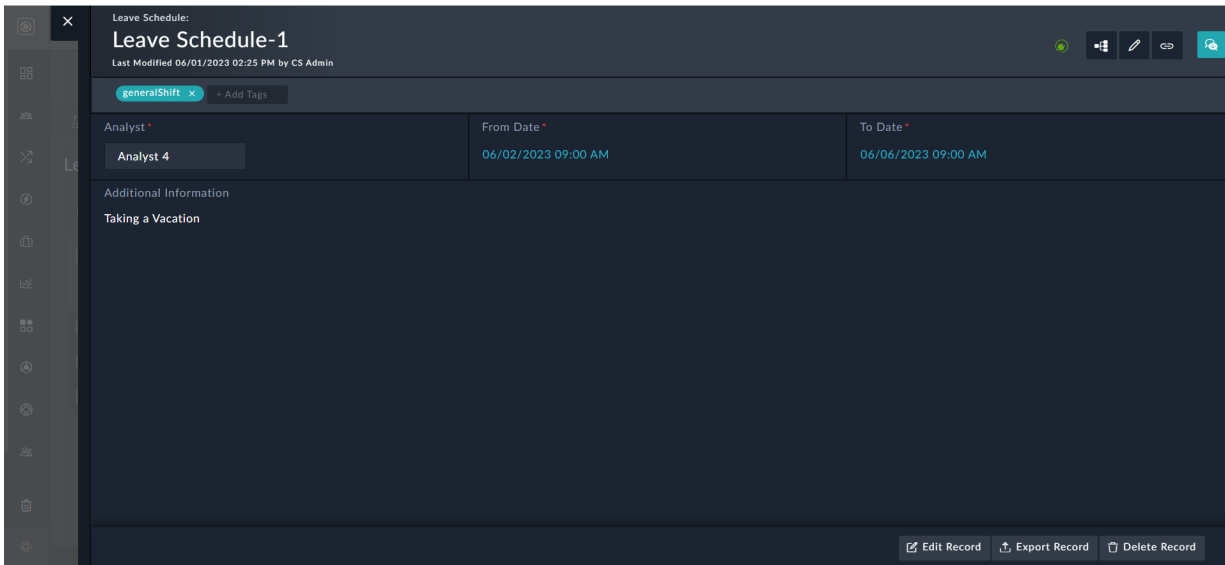 Leave Schedule:
Leave Schedule-1
Last Modified 06/01/2023 02:25 PM by CS Admin
generalShift × + Add Tags
Analyst * From Date * To Date *
Analyst 4 06/02/2023 09:00 AM 06/06/2023 09:00 AM
Le
Additional Information
Taking a Vacation
Edit Record Export Record Delete Record